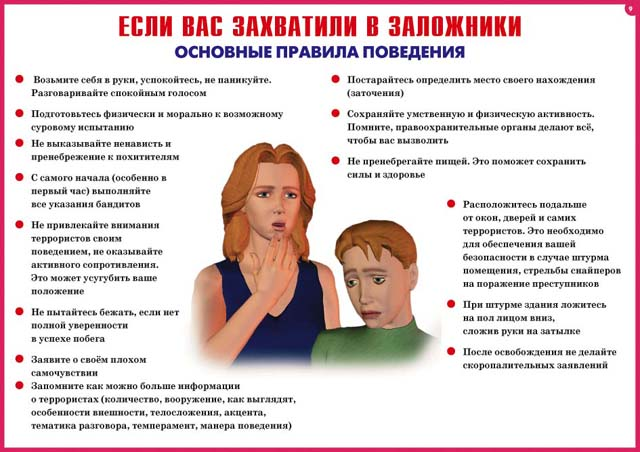 9
ЕСЛИ ВАС ЗАХВАТИЛИ В ЗАЛОЖНИКИ
ОСНОВНЫЕ ПРАВИЛА ПОВЕДЕНИЯ
Возьмите себя в руки, успокойтесь, не паникуйте.
Разговаривайте спокойным голосом
Подготовьтесь физически и морально к возможному
суровому испытанию
Не выказывайте ненависть и
пренебрежение к похитителям
С самого начала (особенно в
первый час) выполняйте
все указания бандитов
Не привлекайте внимания
террористов своим
поведением, не оказывайте
активного сопротивления.
Это может усугубить ваше
положение
Не пытайтесь бежать, если нет
полной уверенности
в успехе побега
Заявите о своём плохом
самочувствии
Запомните как можно больше информации
о террористах (количество, вооружение, как выглядят,
особенности внешности, телосложения, акцента,
тематика разговора, темперамент, манера поведения)
Постарайтесь определить место своего нахождения
(заточения)
Сохраняйте умственную и физическую активность.
Помните, правоохранительные органы делают всё,
чтобы вас вызволить
Не пренебрегайте пищей. Это поможет сохранить
силы и здоровье
Расположитесь подальше
от окон, дверей и самих
террористов. Это необходимо
для обеспечения вашей
безопасности в случае штурма
помещения, стрельбы снайперов
на поражение преступников
При штурме здания ложитесь
на пол лицом вниз,
сложив руки на затылке
После освобождения не делайте
скоропалительных заявлений